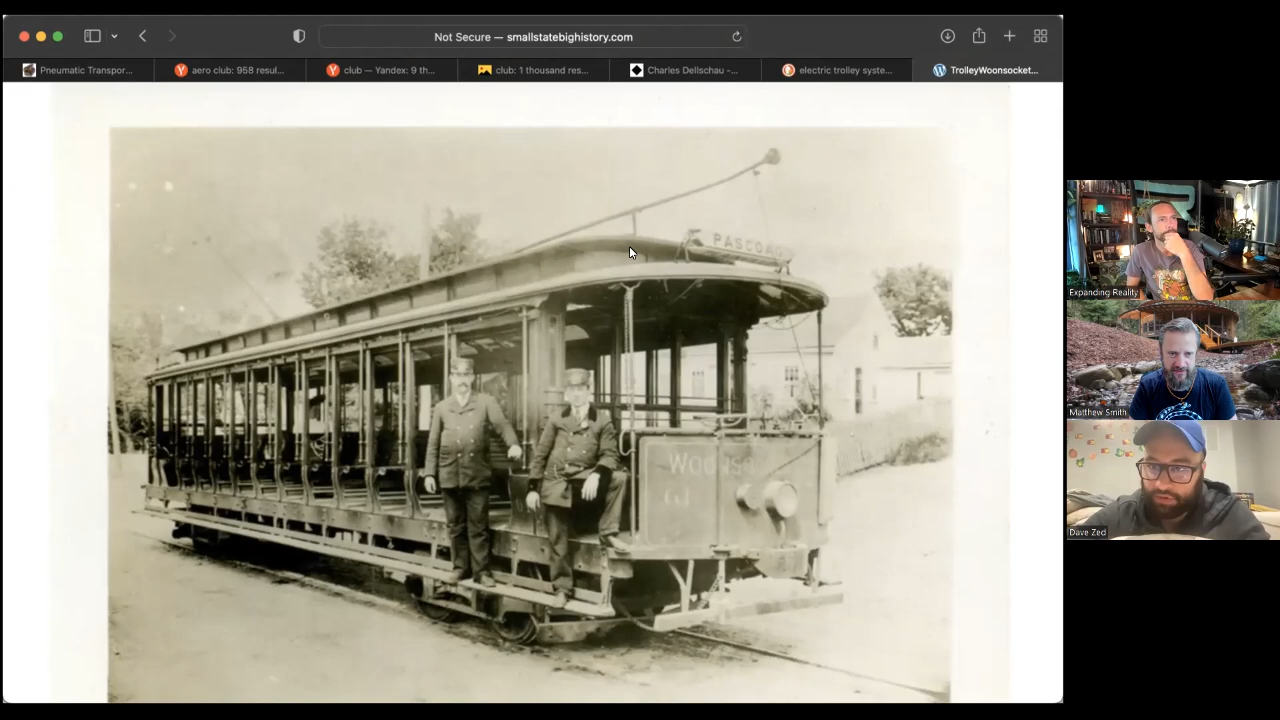 Not Secure — smallstatebighistory.com
Pneumatic Transpor...
aero club: 958 resul...
club — Yandex: 9 th...
club: 1 thousand res...
Charles Dellschau -...
electric trolley syste...
TrolleyWoonsocket...
PASCOAG
Expanding Reality
Matthew Smith
Dave Zed